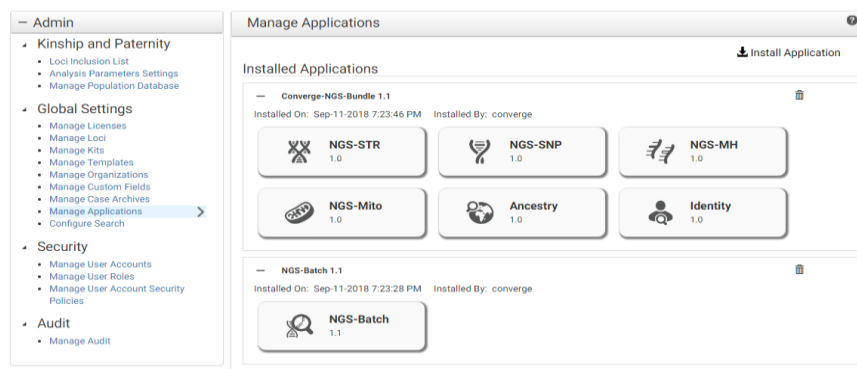 Admin
Kinship and Paternity
Loci Inclusion List
Analysis Parameters Settings
Manage Population Database
Global Settings
Manage Licenses
Manage Loci
Manage Kits
Manage Templates
Manage Organizations
Manage Custom Fields
Manage Case Archives
Manage Applications
Configure Search
Security
Manage User Accounts
Manage User Roles
Manage User Account Security
Policies
Audit
Manage Audit
Manage Applications
?
Install Application
Installed Applications
Converge-NGS-Bundle 1.1
Installed On: Sep-11-2018 7:23:46 PM Installed By: converge
NGS-STR
1.0
NGS-SNP
1.0
NGS-MH
1.0
NGS-Mito
1.0
Ancestry
1.0
Identity
1.0
NGS-Batch 1.1
Installed On: Sep-11-2018 7:23:28 PM Installed By: converge
NGS-Batch
1.1